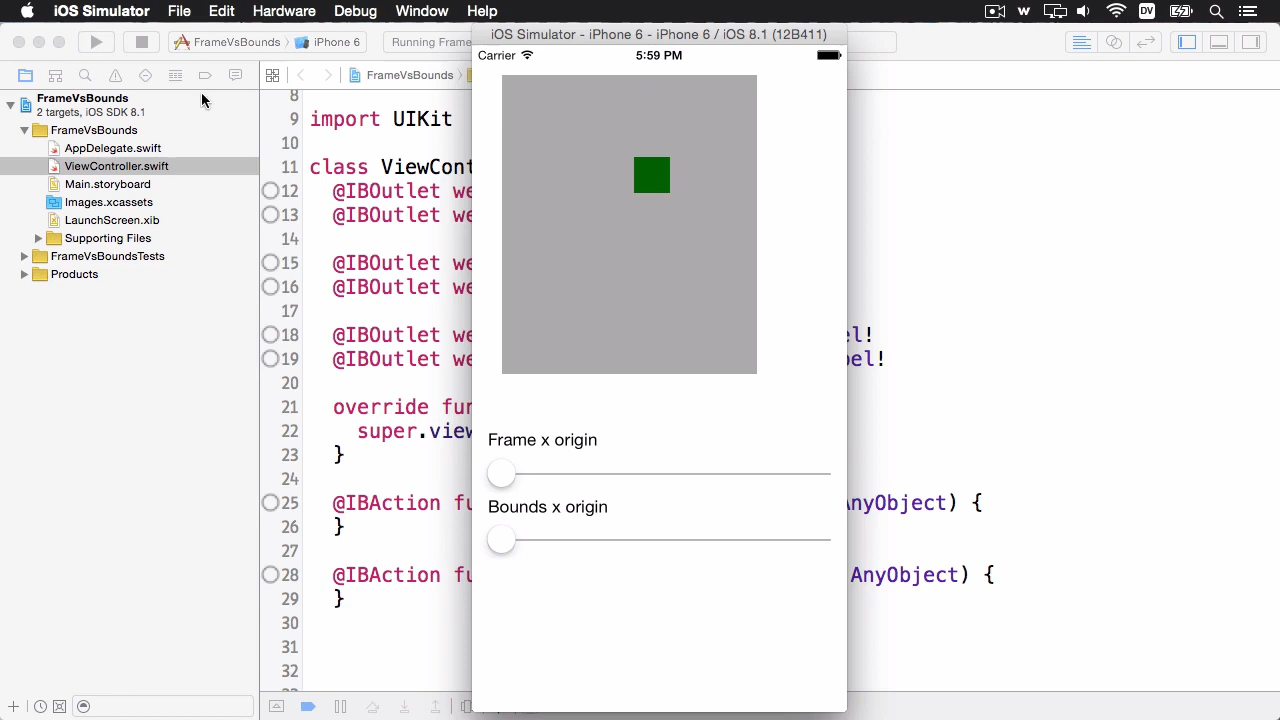 iOS Simulator File Edit Hardware Debug Window Help W DV
FrameVsBounds iPhone 6 Running Frame
iOS Simulator - iPhone 6 - iPhone 6 / iOS 8.1 (12B411)
Carrier 5:59 PM
FrameVsBounds
FrameVsBounds
2 targets, iOS SDK 8.1
FrameVsBounds
AppDelegate.swift
ViewController.swift
Main.storyboard
Images.xcassets
LaunchScreen.xib
Supporting Files
FrameVsBoundsTests
Products
8
9 import UIKit
10
11 class ViewCont
12 @IBOutlet we
13 @IBOutlet we
14
15 @IBOutlet we
16 @IBOutlet we
17
18 @IBOutlet we el!
19 @IBOutlet we bel!
20
21 override fun
22 super.view
23 }
24
25 @IBAction fu AnyObject) {
26 }
27
28 @IBAction fu AnyObject) {
29 }
30
31
32
Frame x origin
Bounds x origin